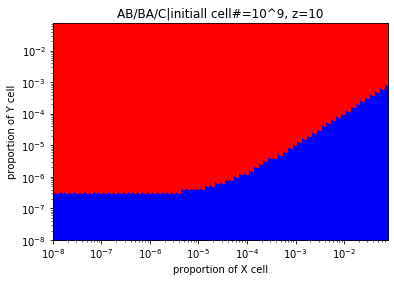 AB/BA/C|initiall cell#=10^9, z=10
proportion of Y cell
10⁻²
10⁻³
10⁻⁴
10⁻⁵
10⁻⁶
10⁻⁷
10⁻⁸
10⁻⁸ 10⁻⁷ 10⁻⁶ 10⁻⁵ 10⁻⁴ 10⁻³ 10⁻²
proportion of X cell